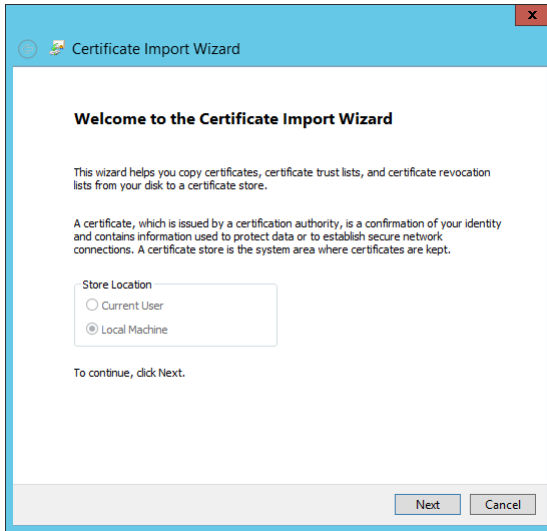 x
Certificate Import Wizard
Welcome to the Certificate Import Wizard
This wizard helps you copy certificates, certificate trust lists, and certificate revocation
lists from your disk to a certificate store.
A certificate, which is issued by a certification authority, is a confirmation of your identity
and contains information used to protect data or to establish secure network
connections. A certificate store is the system area where certificates are kept.
Store Location
Current User
Local Machine
To continue, click Next.
Next Cancel